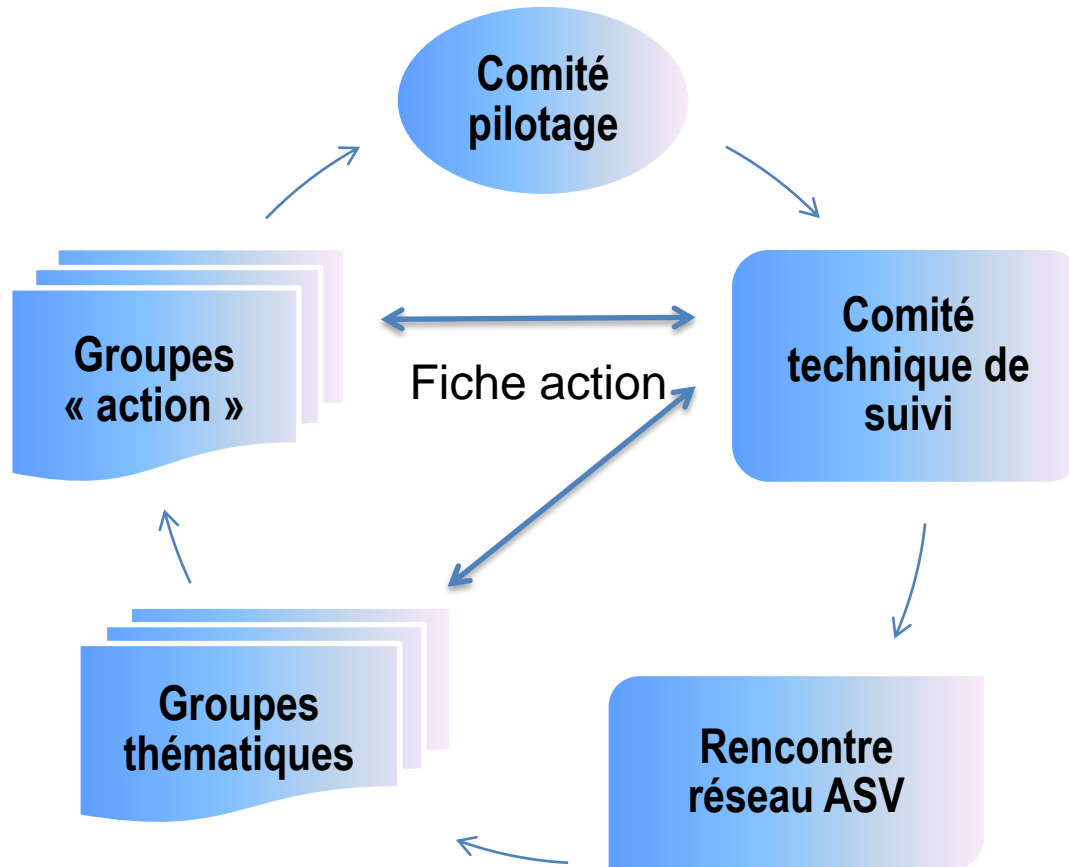 Comité
pilotage
Groupes
« action »
Fiche action
Comité
technique de
suivi
Groupes
thématiques
Rencontre
réseau ASV